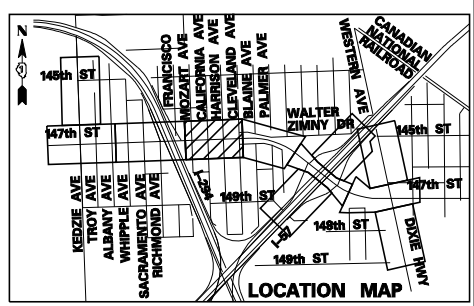 N
FRANCISCO
MOZART AVE
CALIFORNIA AVE
HARRISON AVE
CLEVELAND AVE
BLAINE AVE
PALMER AVE
WESTERN AVE
CANADIAN
NATIONAL
RAILROAD
145th ST
WALTER
ZIMNY DR
145th ST
147th ST
147th ST
KEDZIE AVE
TROY AVE
ALBANY AVE
WHIPPLE AVE
SACRAMENTO AVE
RICHMOND AVE
I-294
149th ST
I-57
148th ST
149th ST
DIXIE HWY
LOCATION MAP